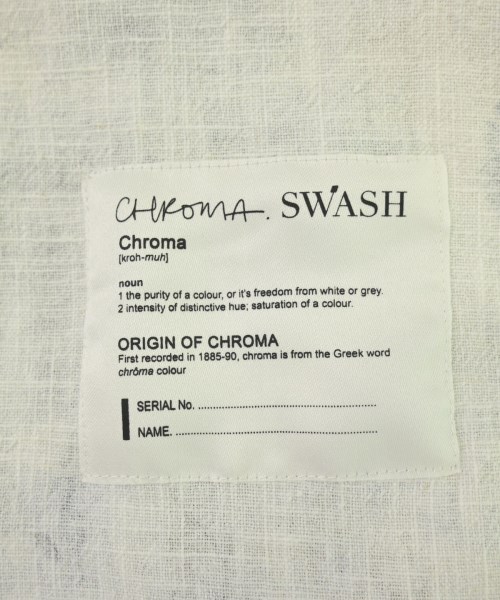 CHROMA. SWASH
Chroma
[kroh-muh]
noun
1 the purity of a colour, or it's freedom from white or grey.
2 intensity of distinctive hue; saturation of a colour.
ORIGIN OF CHROMA
First recorded in 1885-90, chroma is from the Greek word
chrōma colour
SERIAL No. ........................................................
NAME. ...............................................................